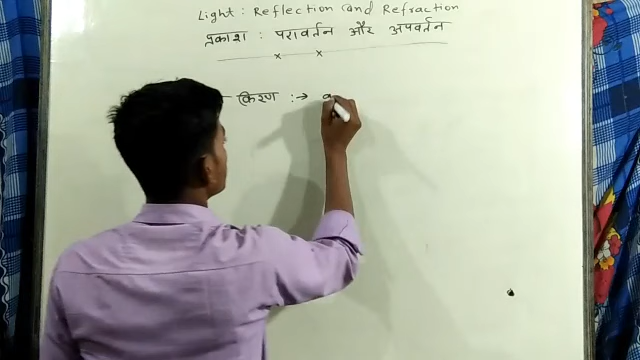 Light : Reflection and Refraction
प्रकाश : परावर्तन और अपवर्तन
किरण :→